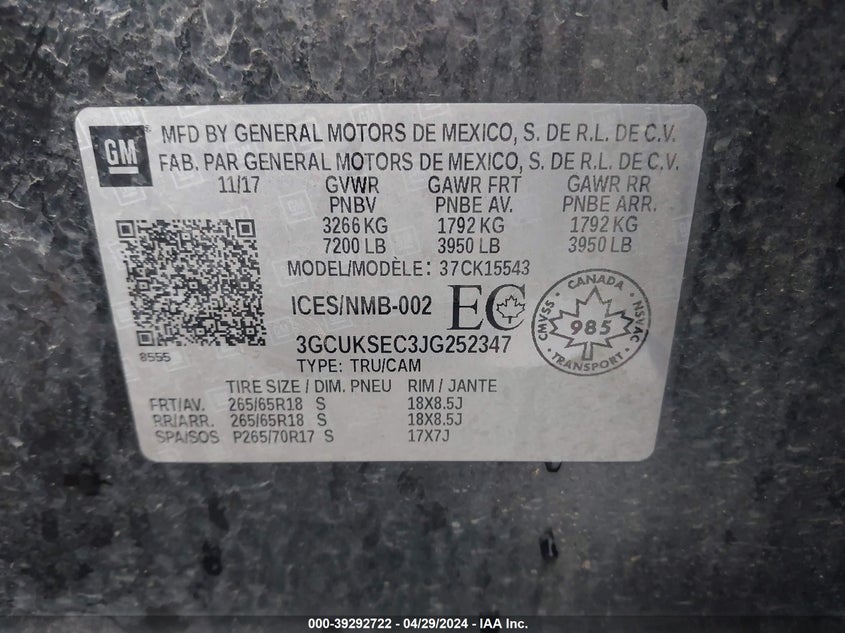 GM
MFD BY GENERAL MOTORS DE MEXICO, S. DE R.L. DE C.V.
FAB. PAR GENERAL MOTORS DE MEXICO, S. DE R.L. DE C.V.
11/17 GVWR GAWR FRT GAWR RR
PNBV PNBE AV. PNBE ARR.
3266 KG 1792 KG 1792 KG
7200 LB 3950 LB 3950 LB
MODEL/MODÈLE: 37CK15543
ICES/NMB-002 EC
CANADA
CMVSS 985 NSVAC
TRANSPORT
3GCUKSEC3JG252347
8555
TYPE: TRU/CAM
TIRE SIZE / DIM. PNEU RIM / JANTE
FRT/AV. 265/65R18 S 18X8.5J
RR/ARR. 265/65R18 S 18X8.5J
SPA/SOS P265/70R17 S 17X7J
000-39292722 - 04/29/2024 - IAA Inc.